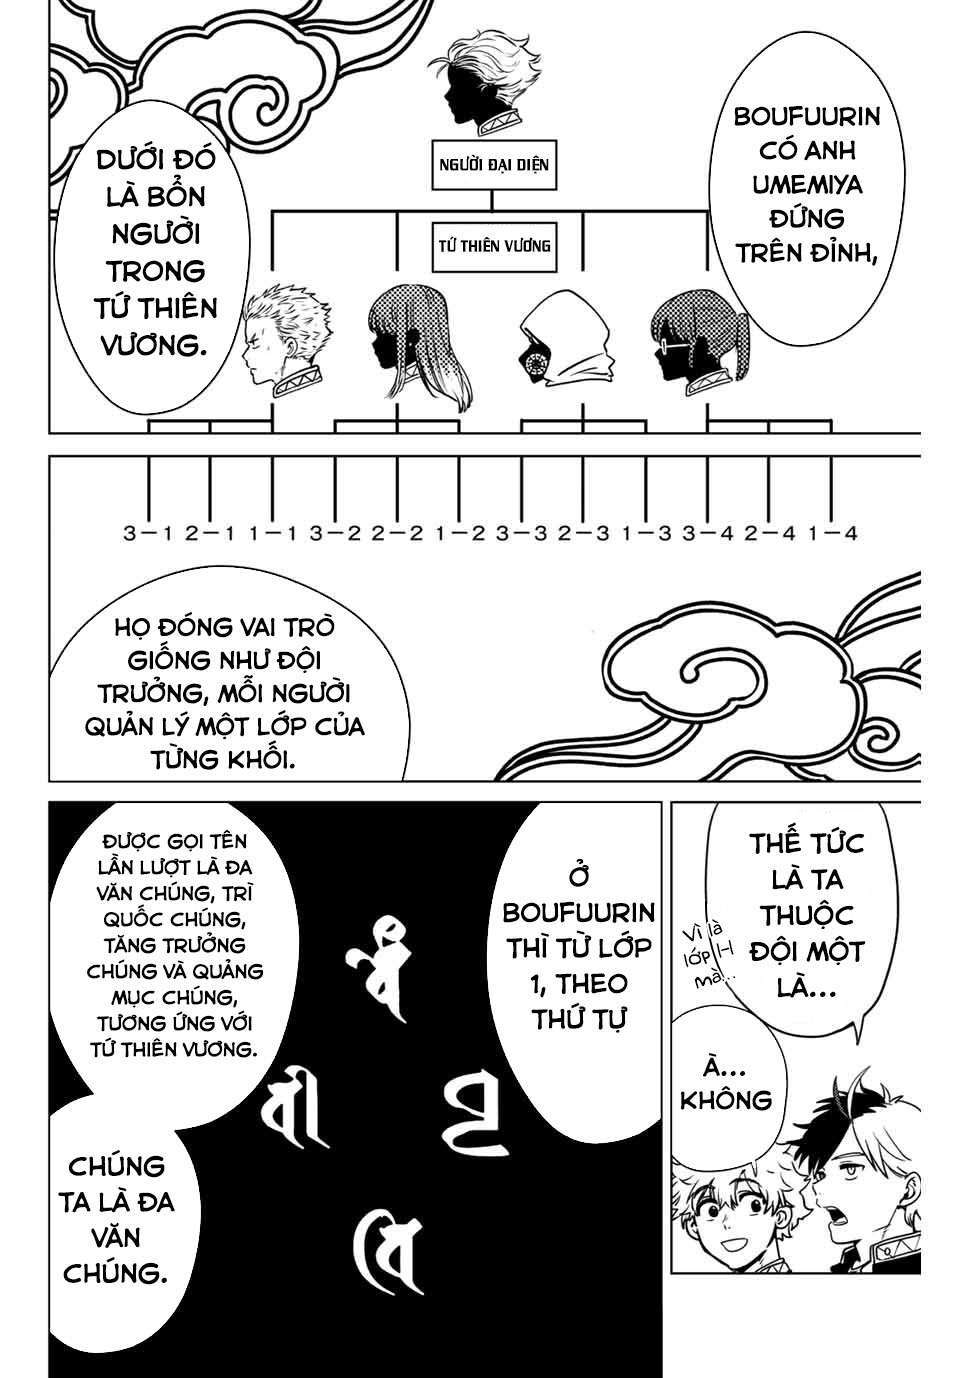 BOUFUURIN
CÓ ANH
UMEMIYA
ĐỨNG
TRÊN ĐỈNH,
NGƯỜI ĐẠI DIỆN
TỨ THIÊN VƯƠNG
DƯỚI ĐÓ
LÀ BỔN
NGƯỜI
TRONG
TỨ THIÊN
VƯƠNG.
3-1 2-1 1-1 3-2 2-2 1-2 3-3 2-3 1-3 3-4 2-4 1-4
HỌ ĐÓNG VAI TRÒ
GIỐNG NHƯ ĐỘI
TRƯỞNG, MỖI NGƯỜI
QUẢN LÝ MỘT LỚP CỦA
TỪNG KHỐI.
THẾ TỨC
LÀ TA
THUỘC
ĐỘI MỘT
LÀ...
Vì là
lớp 1-1
mà...
À...
KHÔNG
Ở
BOUFUURIN
THÌ TỪ LỚP
1, THEO
THỨ TỰ
ĐƯỢC GỌI TÊN
LẦN LƯỢT LÀ ĐA
VĂN CHÚNG, TRÌ
QUỐC CHÚNG,
TĂNG TRƯỞNG
CHÚNG VÀ QUẢNG
MỤC CHÚNG,
TƯƠNG ỨNG VỚI
TỨ THIÊN VƯƠNG.
CHÚNG
TA LÀ ĐA
VĂN
CHÚNG.